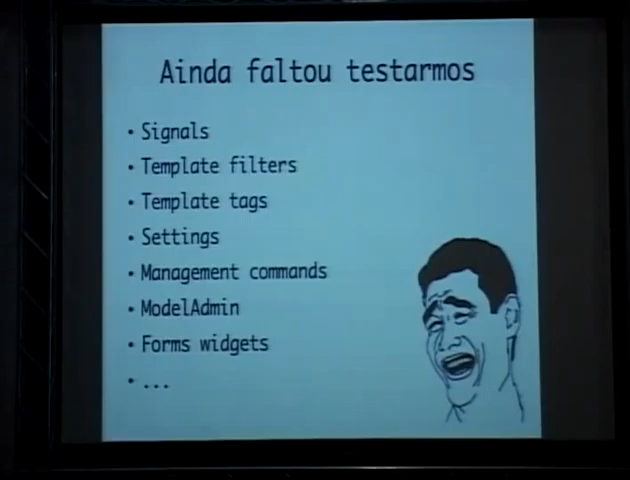 Ainda faltou testarmos
• Signals
• Template filters
• Template tags
• Settings
• Management commands
• ModelAdmin
• Forms widgets
• ...